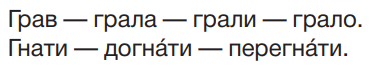 Грав — грала — грали — грало.
Гнати — догна́ти — перегна́ти.